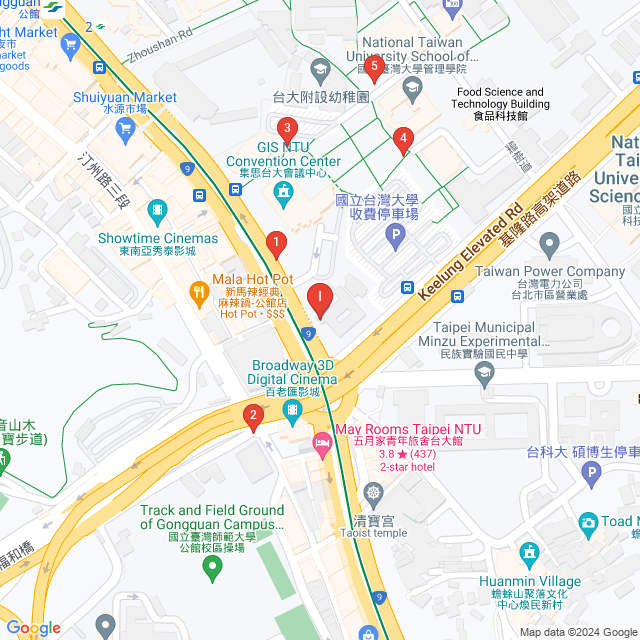 ngguan
公館
2
ht Market
夜市
market
goods
Zhoushan Rd
National Taiwan
University School of…
國立臺灣大學管理學院
5
台大附設幼稚園
Food Science and
Technology Building
食品科技館
Shuiyuan Market
水源市場
汀州路三段
3
4
GIS NTU
Convention Center
集思台大會議中心
9
Nation
Tai
Unive
Science
國立
科技
國立台灣大學
收費停車場
Keelung Elevated Rd
基隆路高架道路
Showtime Cinemas
東南亞秀泰影城
1
Taiwan Power Company
台灣電力公司
台北市區營業處
Mala Hot Pot
新馬辣經典,
麻辣鍋-公館店
Hot Pot • $$$
I
9
Taipei Municipal
Minzu Experimental…
民族實驗國民中學
Broadway 3D
Digital Cinema
百老匯影城
2
音山木
寶步道)
May Rooms Taipei NTU
五月家青年旅舍台大館
3.8 ★ (437)
2-star hotel
台科大 碩博生停車
Track and Field Ground
of Gongguan Campus…
國立臺灣師範大學
公館校區操場
清寶宫
Taoist temple
Toad M
蟾
福和橋
Huanmin Village
蟾蜍山聚落文化
中心煥民新村
9
Google
Map data ©2024 Google